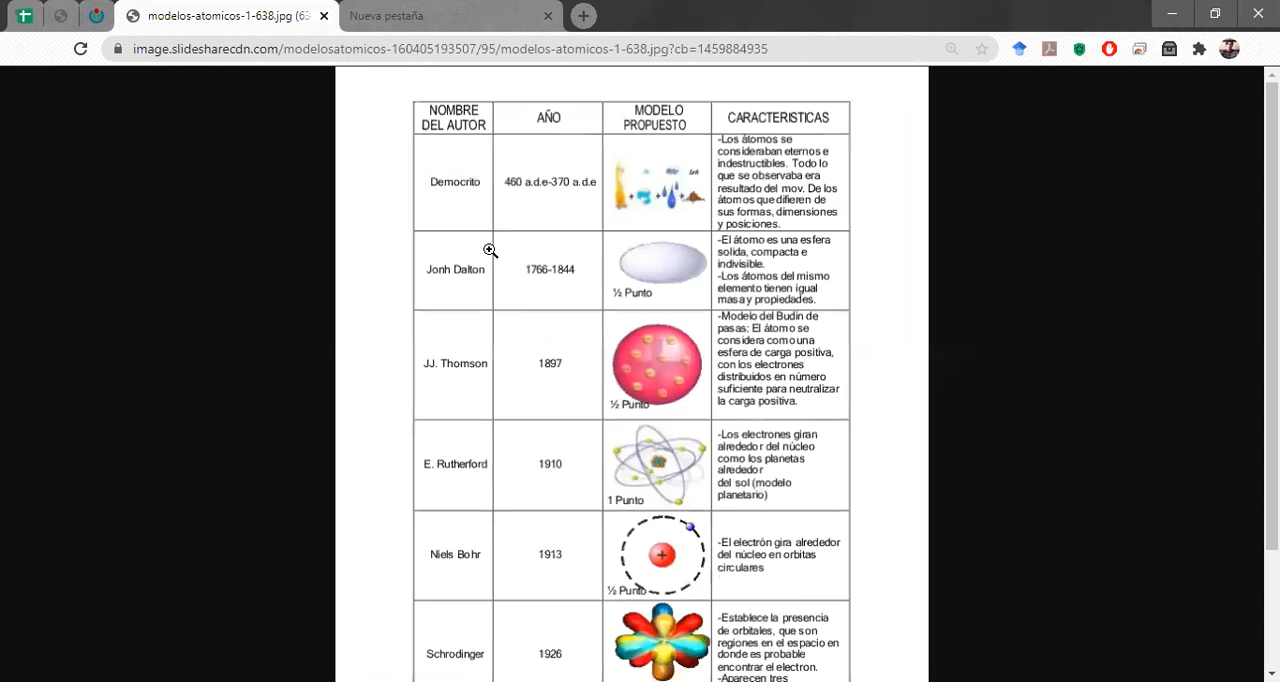 modelos-atomicos-1-638.jpg (63
Nueva pestaña
image.slidesharecdn.com/modelosatomicos-160405193507/95/modelos-atomicos-1-638.jpg?cb=1459884935
NOMBRE
DEL AUTOR
AÑO
MODELO
PROPUESTO
CARACTERISTICAS
Democrito
460 a.d.e-370 a.d.e
-Los átomos se
consideraban eternos e
indestructibles. Todo lo
que se observaba era
resultado del mov. De los
átomos que difieren de
sus formas, dimensiones
y posiciones.
Jonh Dalton
1766-1844
½ Punto
-El átomo es una esfera
solida, compacta e
indivisible.
-Los átomos del mismo
elemento tienen igual
masa y propiedades.
JJ. Thomson
1897
½ Punto
-Modelo del Budin de
pasas: El átomo se
considera como una
esfera de carga positiva,
con los electrones
distribuidos en número
suficiente para neutralizar
la carga positiva.
E. Rutherford
1910
1 Punto
-Los electrones giran
alrededor del núcleo
como los planetas
alrededor
del sol (modelo
planetario)
Niels Bohr
1913
½ Punto
-El electrón gira alrededor
del núcleo en orbitas
circulares
Schrodinger
1926
-Establece la presencia
de orbitales, que son
regiones en el espacio en
donde es probable
encontrar el electron.
-Aparecen tres